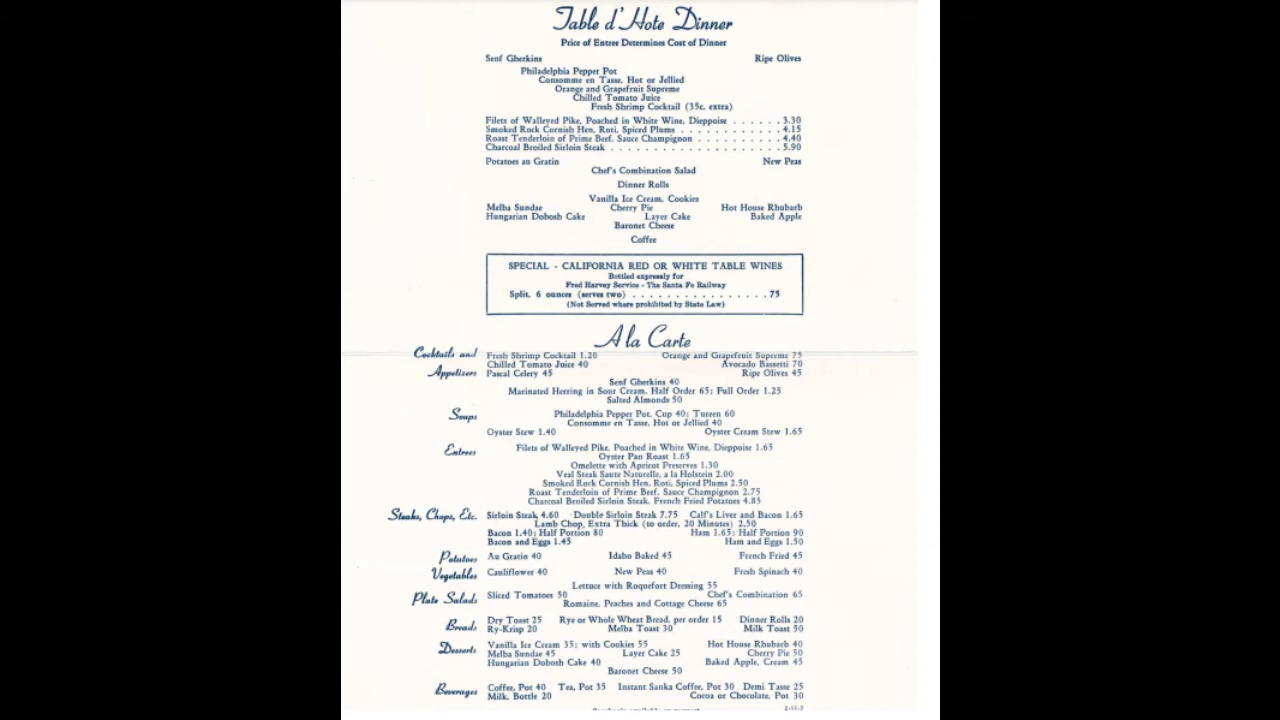 Table d'Hote Dinner
Price of Entree Determines Cost of Dinner
Senf Gherkins Ripe Olives
Philadelphia Pepper Pot
Consomme en Tasse, Hot or Jellied
Orange and Grapefruit Supreme
Chilled Tomato Juice
Fresh Shrimp Cocktail (35c. extra)
Filets of Walleyed Pike, Poached in White Wine, Dieppoise . . . . . . 3.30
Smoked Rock Cornish Hen, Roti, Spiced Plums . . . . . . . . . . . . 4.15
Roast Tenderloin of Prime Beef, Sauce Champignon . . . . . . . . . . 4.40
Charcoal Broiled Sirloin Steak . . . . . . . . . . . . . . . . . . . . . 5.90
Potatoes au Gratin New Peas
Chef's Combination Salad
Dinner Rolls
Vanilla Ice Cream, Cookies
Melba Sundae Cherry Pie Hot House Rhubarb
Hungarian Dobosh Cake Layer Cake Baked Apple
Baronet Cheese
Coffee
SPECIAL - CALIFORNIA RED OR WHITE TABLE WINES
Bottled expressly for
Fred Harvey Service - The Santa Fe Railway
Split, 6 ounces (serves two) . . . . . . . . . . . . . . . . 75
(Not Served where prohibited by State Law)
A la Carte
Cocktails and Fresh Shrimp Cocktail 1.20 Orange and Grapefruit Supreme 75
Chilled Tomato Juice 40 Avocado Bassetti 70
Appetizers Pascal Celery 45 Ripe Olives 45
Senf Gherkins 40
Marinated Herring in Sour Cream, Half Order 65; Full Order 1.25
Salted Almonds 50
Soups Philadelphia Pepper Pot, Cup 40; Tureen 60
Consomme en Tasse, Hot or Jellied 40
Oyster Stew 1.40 Oyster Cream Stew 1.65
Entrees Filets of Walleyed Pike, Poached in White Wine, Dieppoise 1.65
Oyster Pan Roast 1.65
Omelette with Apricot Preserves 1.30
Veal Steak Saute Naturelle, a la Holstein 2.00
Smoked Rock Cornish Hen, Roti, Spiced Plums 2.50
Roast Tenderloin of Prime Beef, Sauce Champignon 2.75
Charcoal Broiled Sirloin Steak, French Fried Potatoes 4.85
Steaks, Chops, Etc. Sirloin Steak 4.60 Double Sirloin Steak 7.75 Calf's Liver and Bacon 1.65
Lamb Chop, Extra Thick (to order, 20 Minutes) 2.50
Bacon 1.40; Half Portion 80 Ham 1.65; Half Portion 90
Bacon and Eggs 1.45 Ham and Eggs 1.50
Potatoes Au Gratin 40 Idaho Baked 45 French Fried 45
Vegetables Cauliflower 40 New Peas 40 Fresh Spinach 40
Lettuce with Roquefort Dressing 55
Plate Salads Sliced Tomatoes 50 Chef's Combination 65
Romaine, Peaches and Cottage Cheese 65
Breads Dry Toast 25 Rye or Whole Wheat Bread, per order 15 Dinner Rolls 20
Ry-Krisp 20 Melba Toast 30 Milk Toast 50
Desserts Vanilla Ice Cream 35; with Cookies 55 Hot House Rhubarb 40
Melba Sundae 45 Layer Cake 25 Cherry Pie 50
Hungarian Dobosh Cake 40 Baked Apple, Cream 45
Baronet Cheese 50
Beverages Coffee, Pot 40 Tea, Pot 35 Instant Sanka Coffee, Pot 30 Demi Tasse 25
Milk, Bottle 20 Cocoa or Chocolate, Pot 30
2-11-7